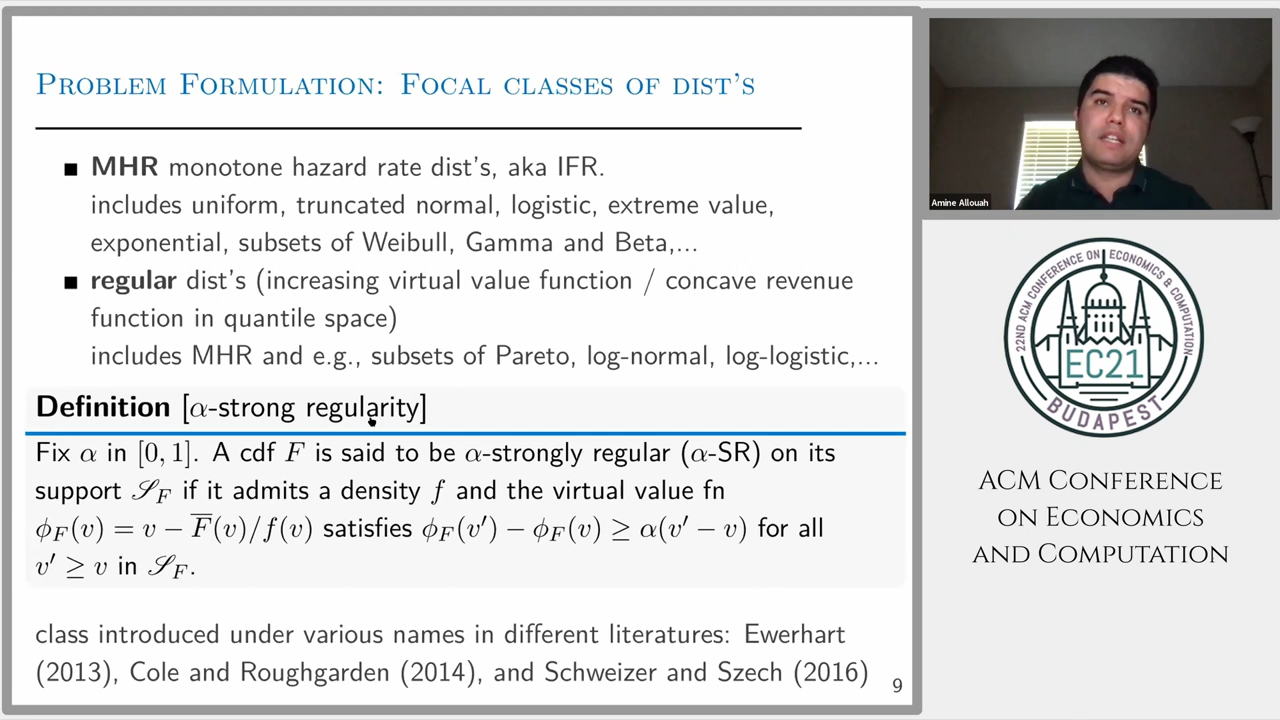 PROBLEM FORMULATION: FOCAL CLASSES OF DIST'S
■ MHR monotone hazard rate dist's, aka IFR.
includes uniform, truncated normal, logistic, extreme value,
exponential, subsets of Weibull, Gamma and Beta,...
■ regular dist's (increasing virtual value function / concave revenue
function in quantile space)
includes MHR and e.g., subsets of Pareto, log-normal, log-logistic,...
Definition [α-strong regularity]
Fix α in [0, 1]. A cdf F is said to be α-strongly regular (α-SR) on its
support 𝒮_F if it admits a density f and the virtual value fn
ϕ_F(v) = v − F̅(v)/f(v) satisfies ϕ_F(v′) − ϕ_F(v) ≥ α(v′ − v) for all
v′ ≥ v in 𝒮_F.
class introduced under various names in different literatures: Ewerhart
(2013), Cole and Roughgarden (2014), and Schweizer and Szech (2016)
9
Amine Allouah
22ND ACM CONFERENCE ON ECONOMICS & COMPUTATION
EC21
BUDAPEST
ACM CONFERENCE
ON ECONOMICS
AND COMPUTATION